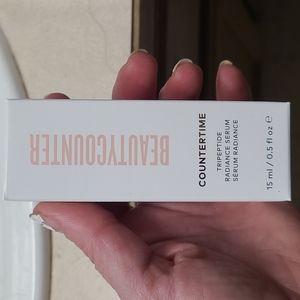 BEAUTYCOUNTER
COUNTERTIME
TRIPEPTIDE
RADIANCE SERUM
SÉRUM RADIANCE
15 ml / 0.5 fl oz ℮